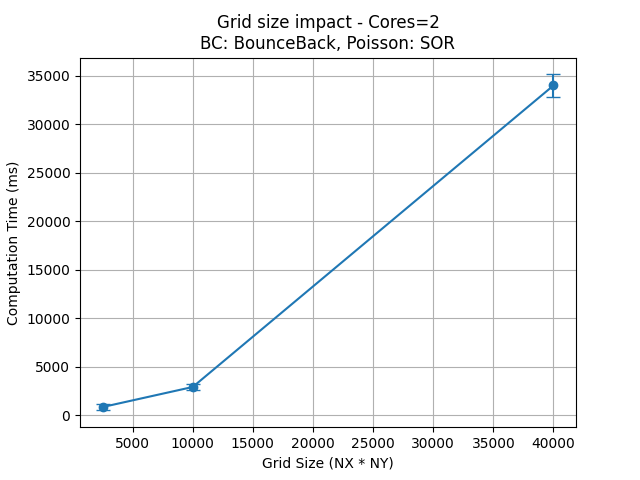 Grid size impact - Cores=2
BC: BounceBack, Poisson: SOR
Computation Time (ms)
35000
30000
25000
20000
15000
10000
5000
0
5000 10000 15000 20000 25000 30000 35000 40000
Grid Size (NX * NY)